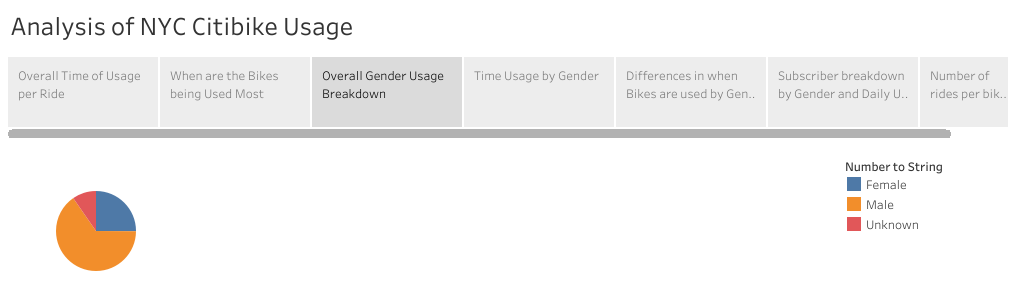 Analysis of NYC Citibike Usage
Overall Time of Usage
per Ride
When are the Bikes
being Used Most
Overall Gender Usage
Breakdown
Time Usage by Gender
Differences in when
Bikes are used by Gen..
Subscriber breakdown
by Gender and Daily U..
Number of
rides per bik..
Number to String
Female
Male
Unknown